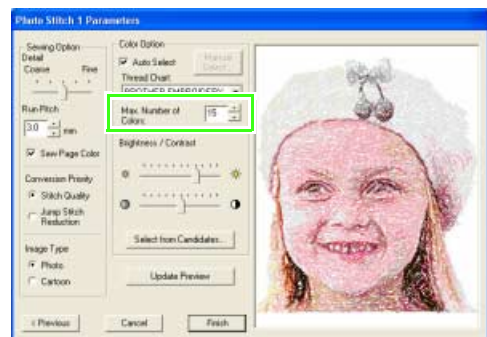 Photo Stitch 1 Parameters
Sewing Option
Detail
Coarse Fine
Run-Pitch
3.0 mm
Sew Page Color
Conversion Priority
Stitch Quality
Jump Stitch
Reduction
Image Type
Photo
Cartoon
Color Option
Auto Select
Manual
Select...
Thread Chart
BROTHER EMBROIDERY
Max. Number of
Colors:
15
Brightness / Contrast
Select from Candidates...
Update Preview
< Previous
Cancel
Finish